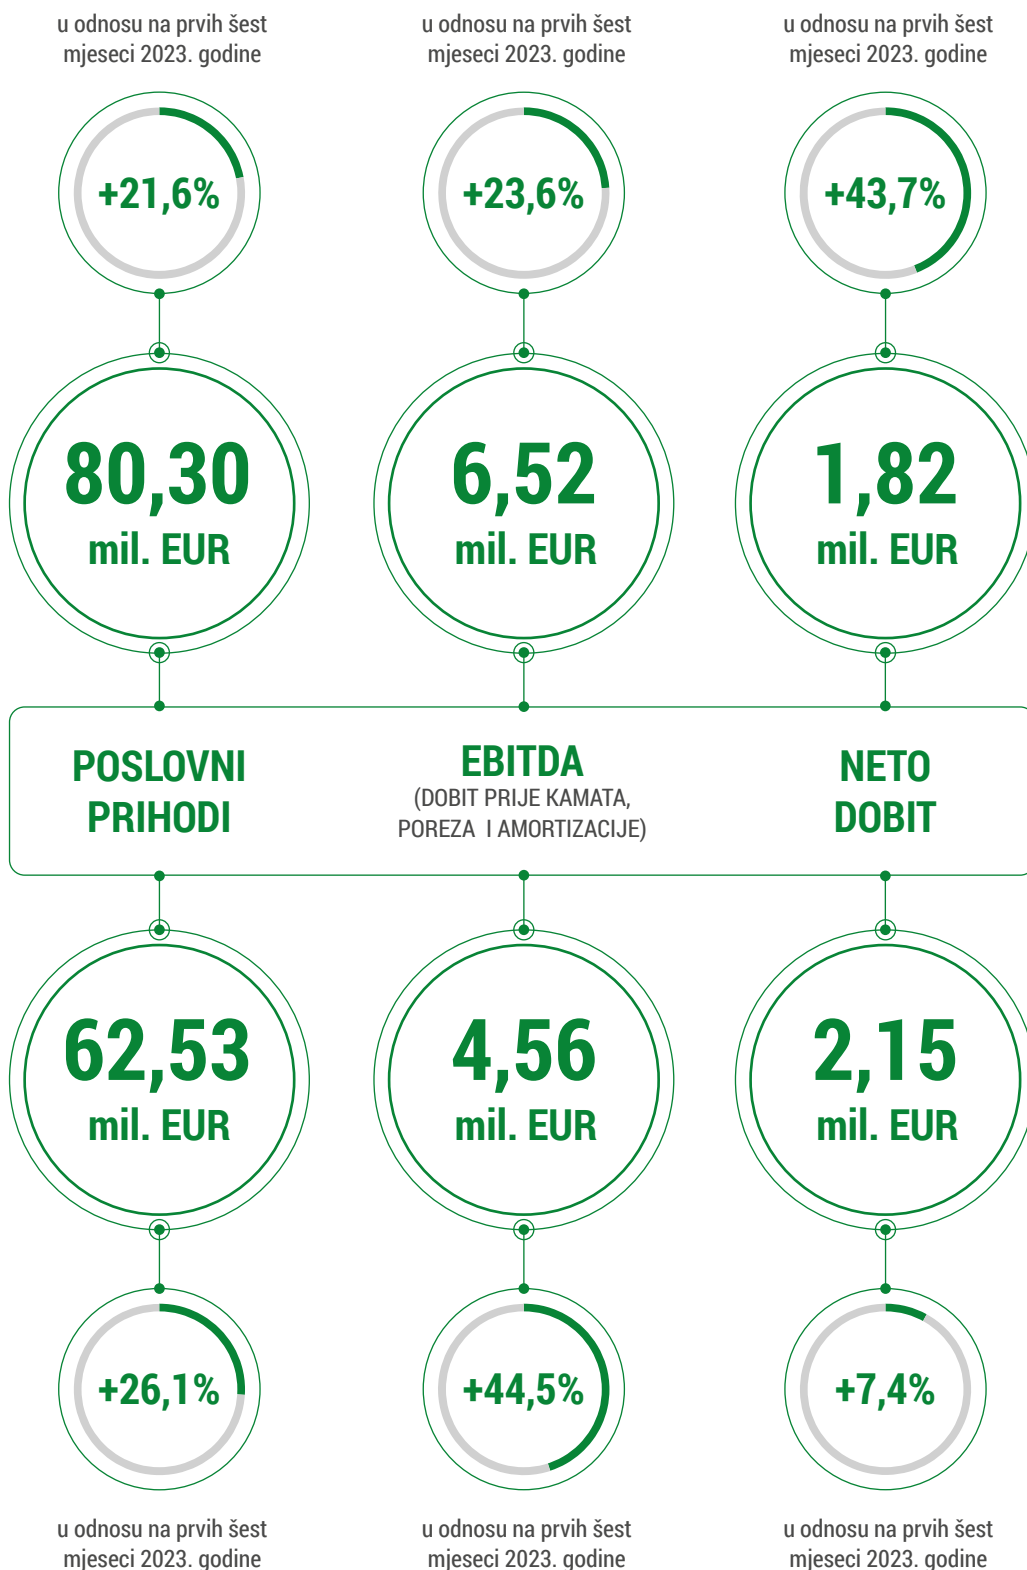 u odnosu na prvih šest
mjeseci 2023. godine
u odnosu na prvih šest
mjeseci 2023. godine
u odnosu na prvih šest
mjeseci 2023. godine
+21,6%
+23,6%
+43,7%
80,30
mil. EUR
6,52
mil. EUR
1,82
mil. EUR
POSLOVNI
PRIHODI
EBITDA
(DOBIT PRIJE KAMATA,
POREZA I AMORTIZACIJE)
NETO
DOBIT
62,53
mil. EUR
4,56
mil. EUR
2,15
mil. EUR
+26,1%
+44,5%
+7,4%
u odnosu na prvih šest
mjeseci 2023. godine
u odnosu na prvih šest
mjeseci 2023. godine
u odnosu na prvih šest
mjeseci 2023. godine